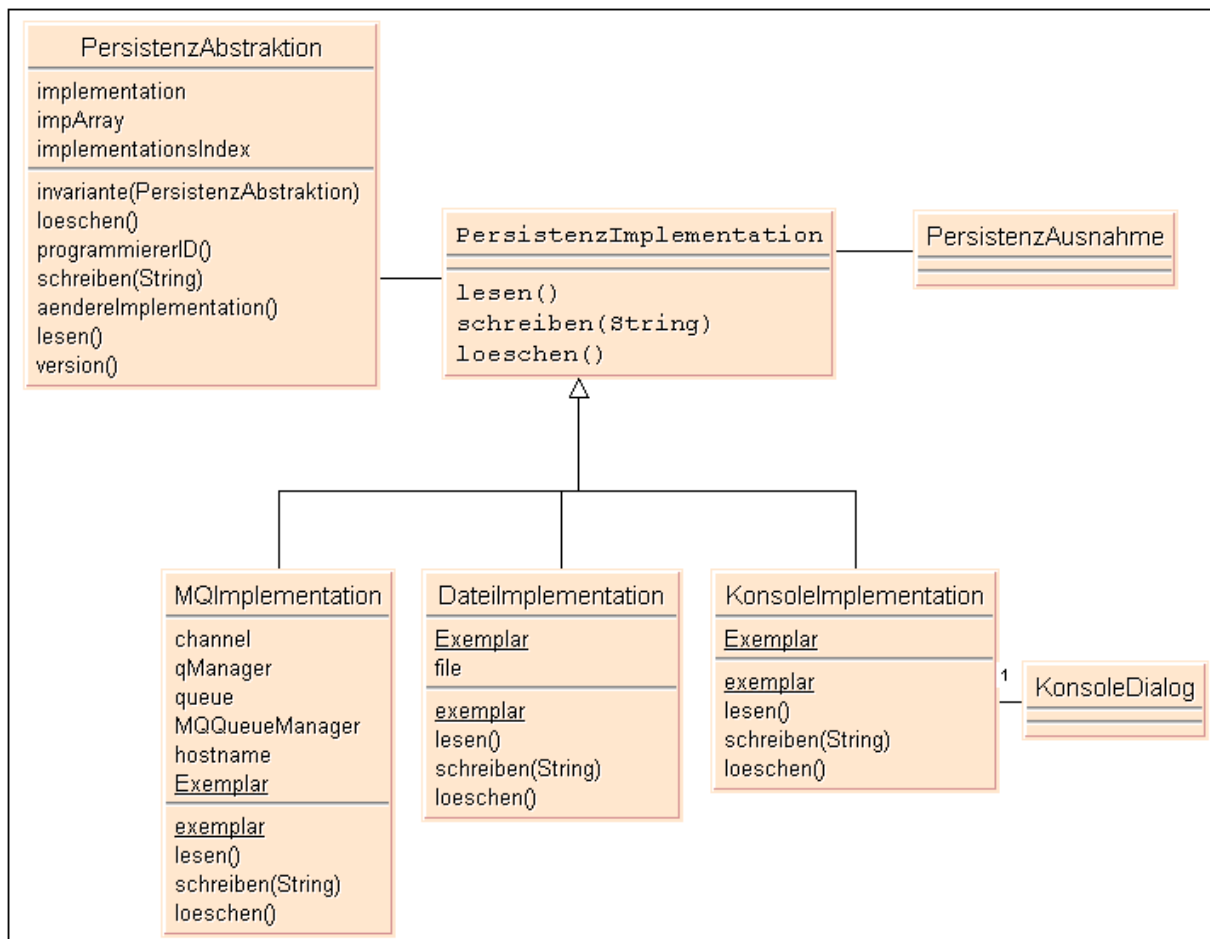 PersistenzAbstraktion
implementation
impArray
implementationsIndex
invariante(PersistenzAbstraktion)
loeschen()
programmiererID()
schreiben(String)
aendereImplementation()
lesen()
version()
PersistenzImplementation
lesen()
schreiben(String)
loeschen()
PersistenzAusnahme
MQImplementation
channel
qManager
queue
MQQueueManager
hostname
Exemplar
exemplar
lesen()
schreiben(String)
loeschen()
DateiImplementation
Exemplar
file
exemplar
lesen()
schreiben(String)
loeschen()
KonsoleImplementation
Exemplar
exemplar
lesen()
schreiben(String)
loeschen()
1
KonsoleDialog